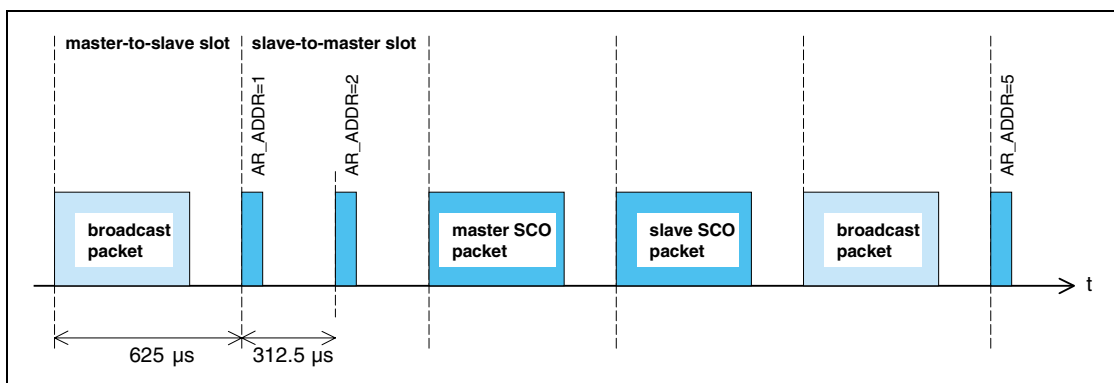 master-to-slave slot
slave-to-master slot
AR_ADDR=1
AR_ADDR=2
AR_ADDR=5
broadcast
packet
master SCO
packet
slave SCO
packet
broadcast
packet
t
625 µs
312.5 µs